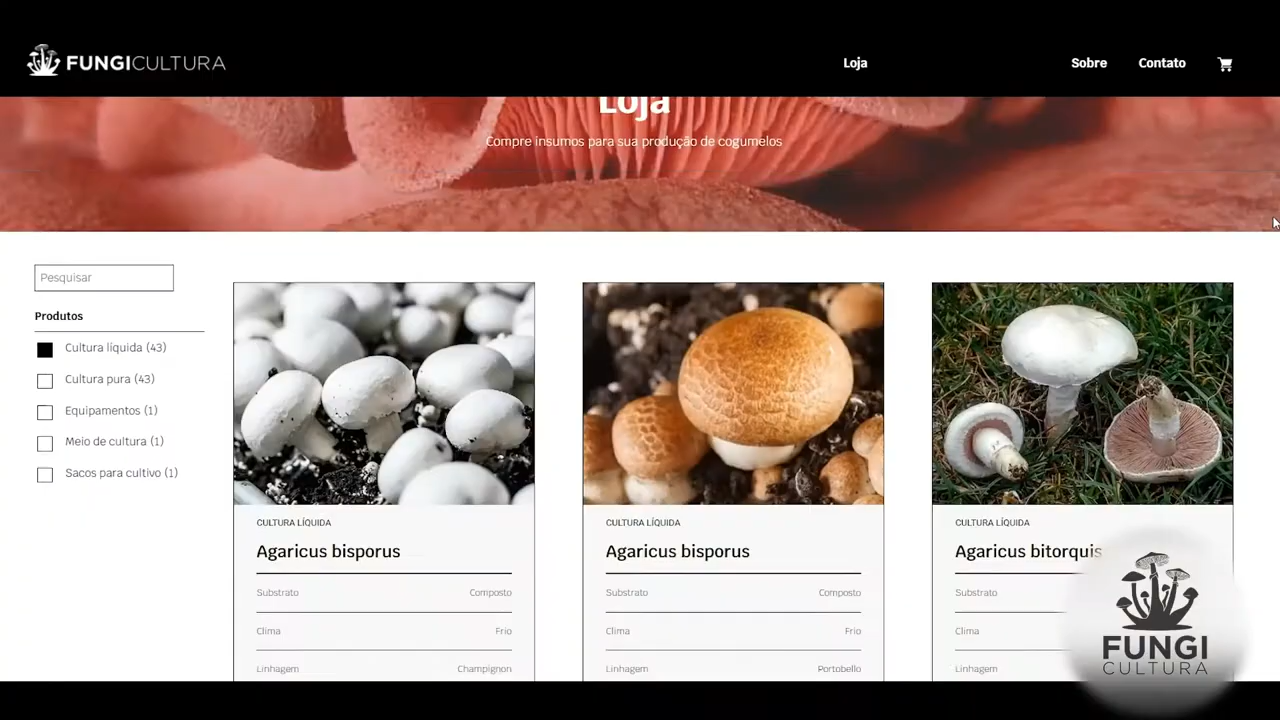 FUNGICULTURA
Loja
Sobre
Contato
Loja
Compre insumos para sua produção de cogumelos
Pesquisar
Produtos
Cultura líquida (43)
Cultura pura (43)
Equipamentos (1)
Meio de cultura (1)
Sacos para cultivo (1)
CULTURA LÍQUIDA
Agaricus bisporus
Substrato Composto
Clima Frio
Linhagem Champignon
CULTURA LÍQUIDA
Agaricus bisporus
Substrato Composto
Clima Frio
Linhagem Portobello
CULTURA LÍQUIDA
Agaricus bitorquis
Substrato
Clima
Linhagem
FUNGI
CULTURA